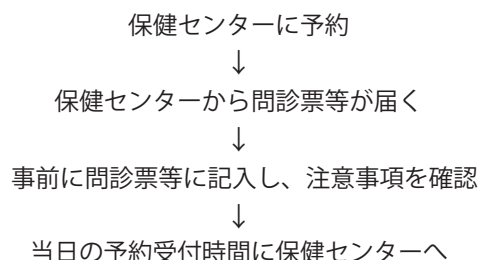 保健センターに予約
↓
保健センターから問診票等が届く
↓
事前に問診票等に記入し、注意事項を確認
↓
当日の予約受付時間に保健センターへ